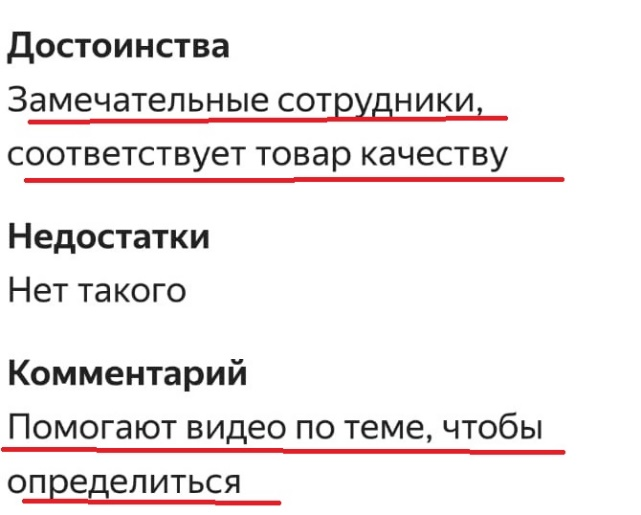 Достоинства
Замечательные сотрудники,
соответствует товар качеству
Недостатки
Нет такого
Комментарий
Помогают видео по теме, чтобы
определиться